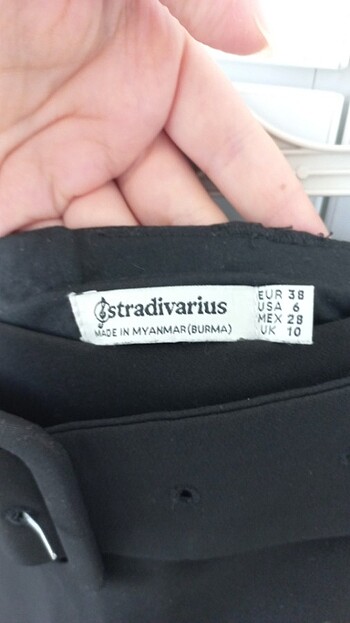 stradivarius
MADE IN MYANMAR (BURMA)
EUR 38
USA 6
MEX 28
UK 10